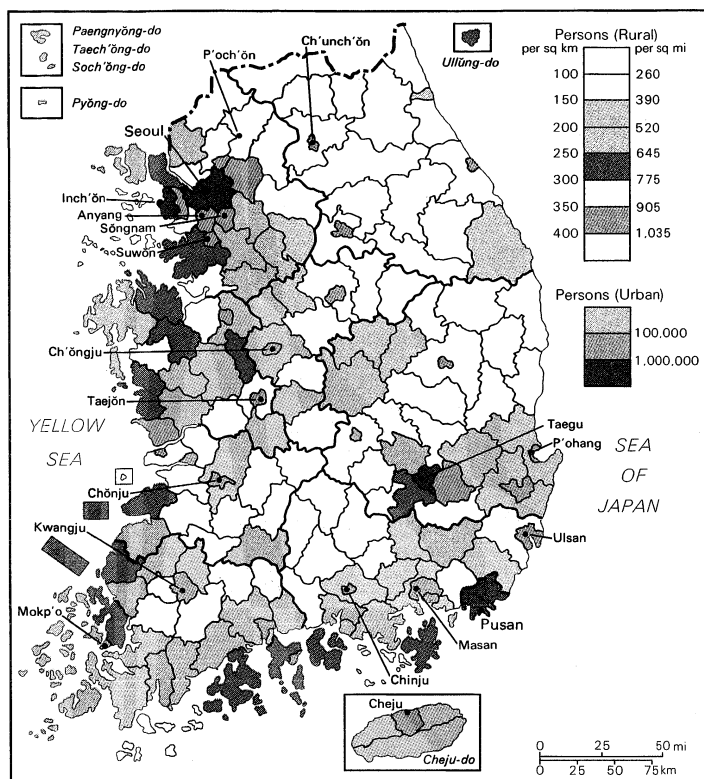 Paengnyŏng-do
Taech'ŏng-do
Soch'ŏng-do
Pyŏng-do
P'och'ŏn
Ch'unch'ŏn
Ullŭng-do
Persons (Rural)
per sq km per sq mi
100 260
150 390
200 520
250 645
300 775
350 905
400 1.035
Persons (Urban)
100,000
1,000,000
Seoul
Inch'ŏn
Anyang
Sŏngnam
Suwŏn
Ch'ŏngju
Taejŏn
YELLOW
SEA
Taegu
P'ohang
SEA
OF
JAPAN
Chŏnju
Kwangju
Ulsan
Mokp'o
Pusan
Masan
Chinju
Cheju
Cheju-do
0 25 50 mi
0 25 50 75 km